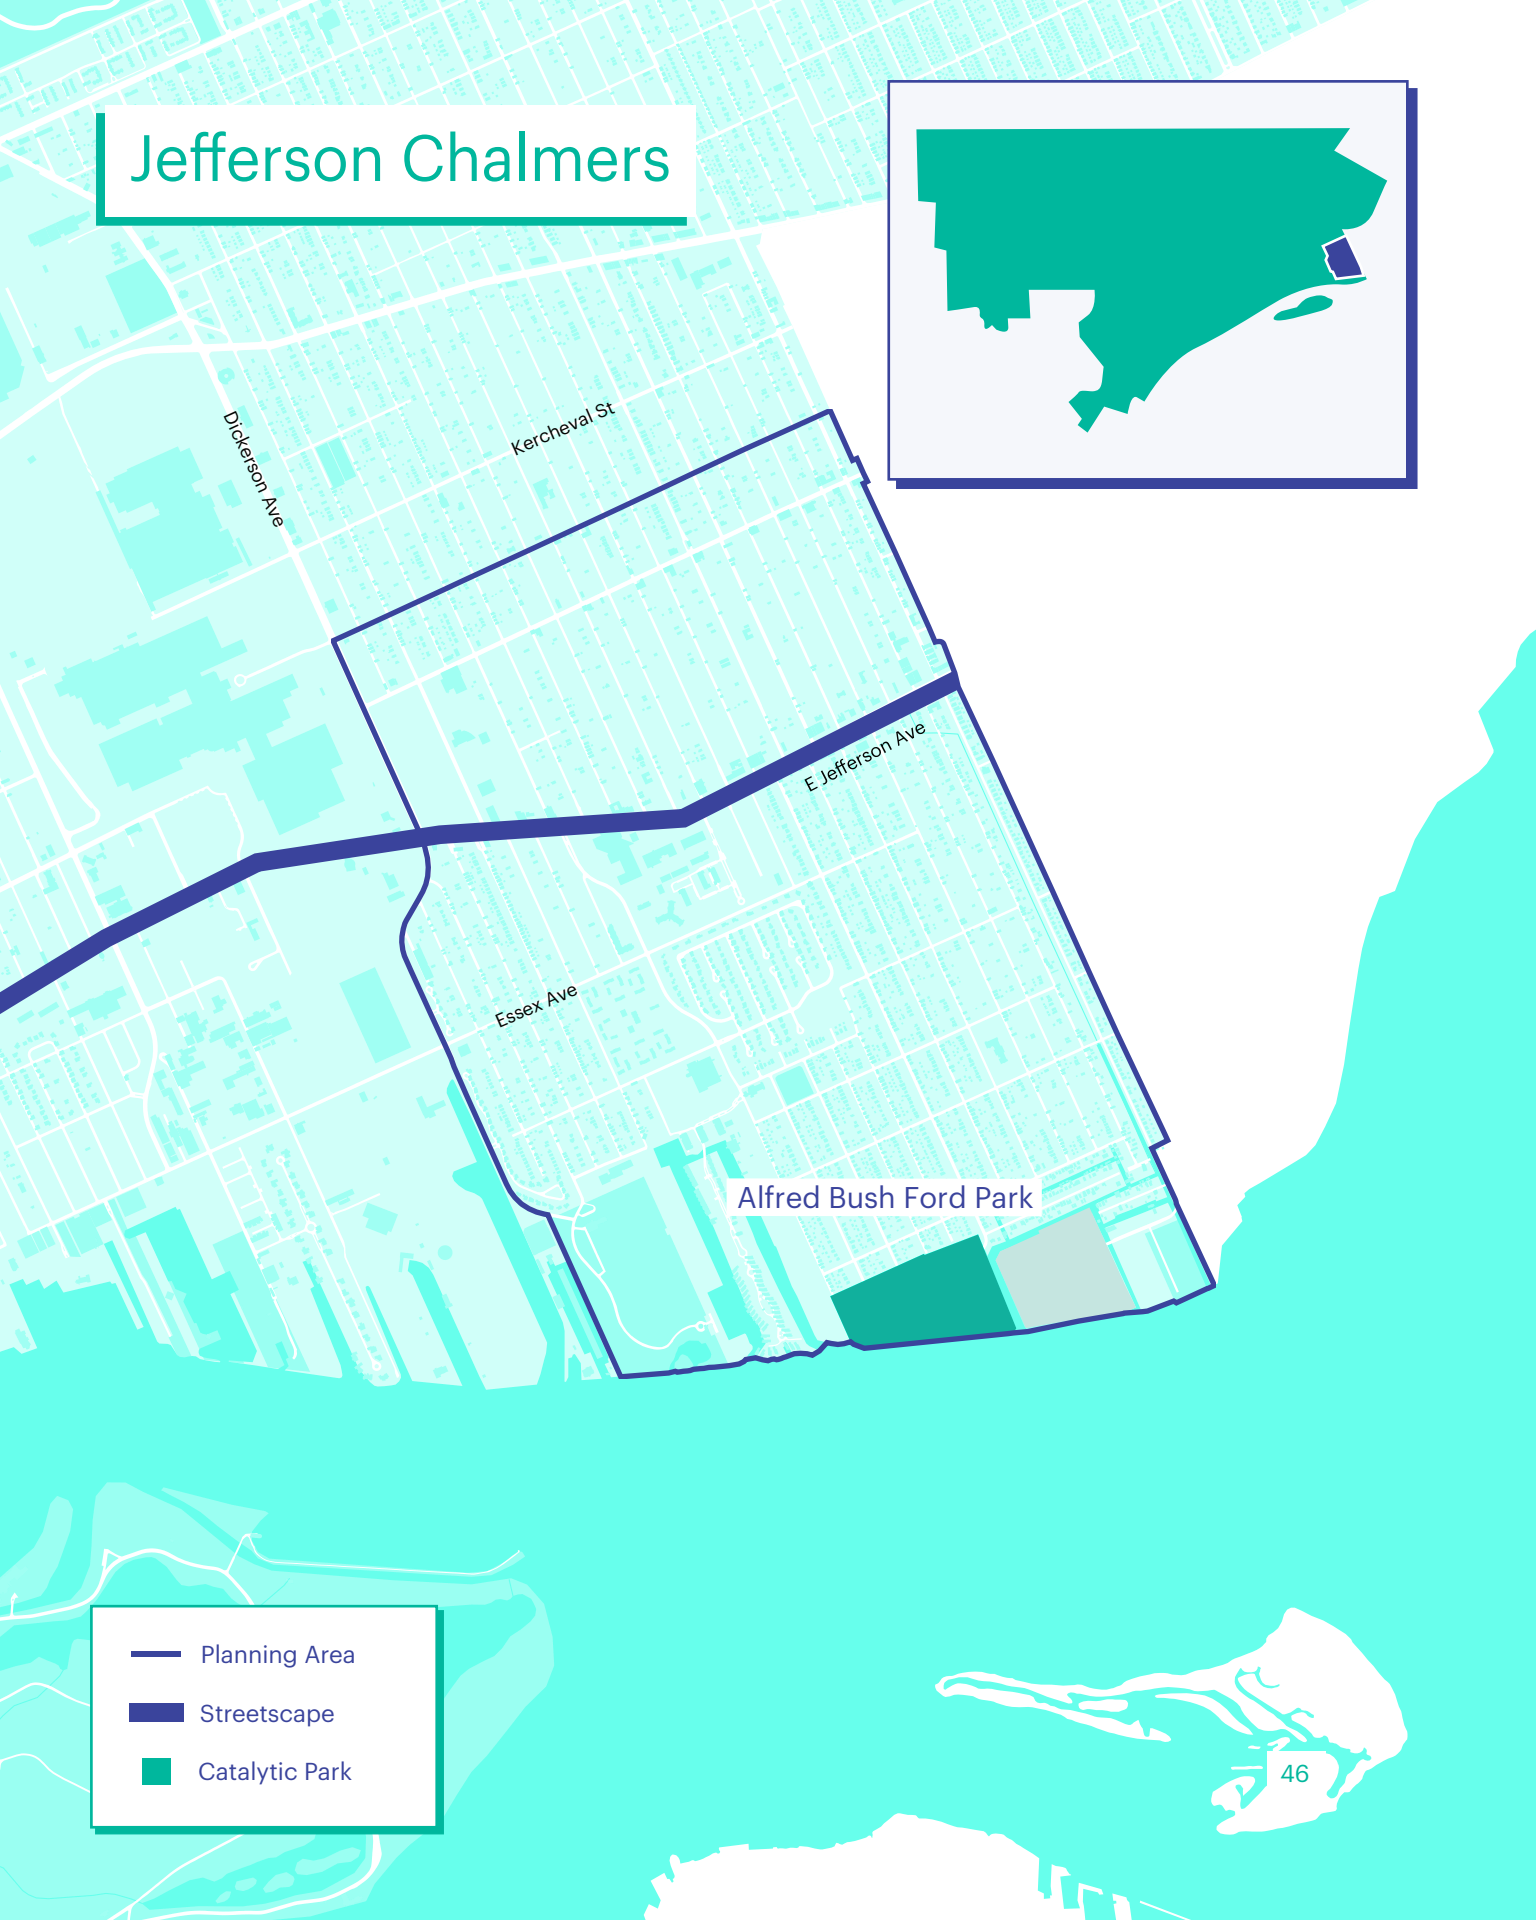 Jefferson Chalmers
Kercheval St
Dickerson Ave
E Jefferson Ave
Essex Ave
Alfred Bush Ford Park
Planning Area
Streetscape
Catalytic Park
46